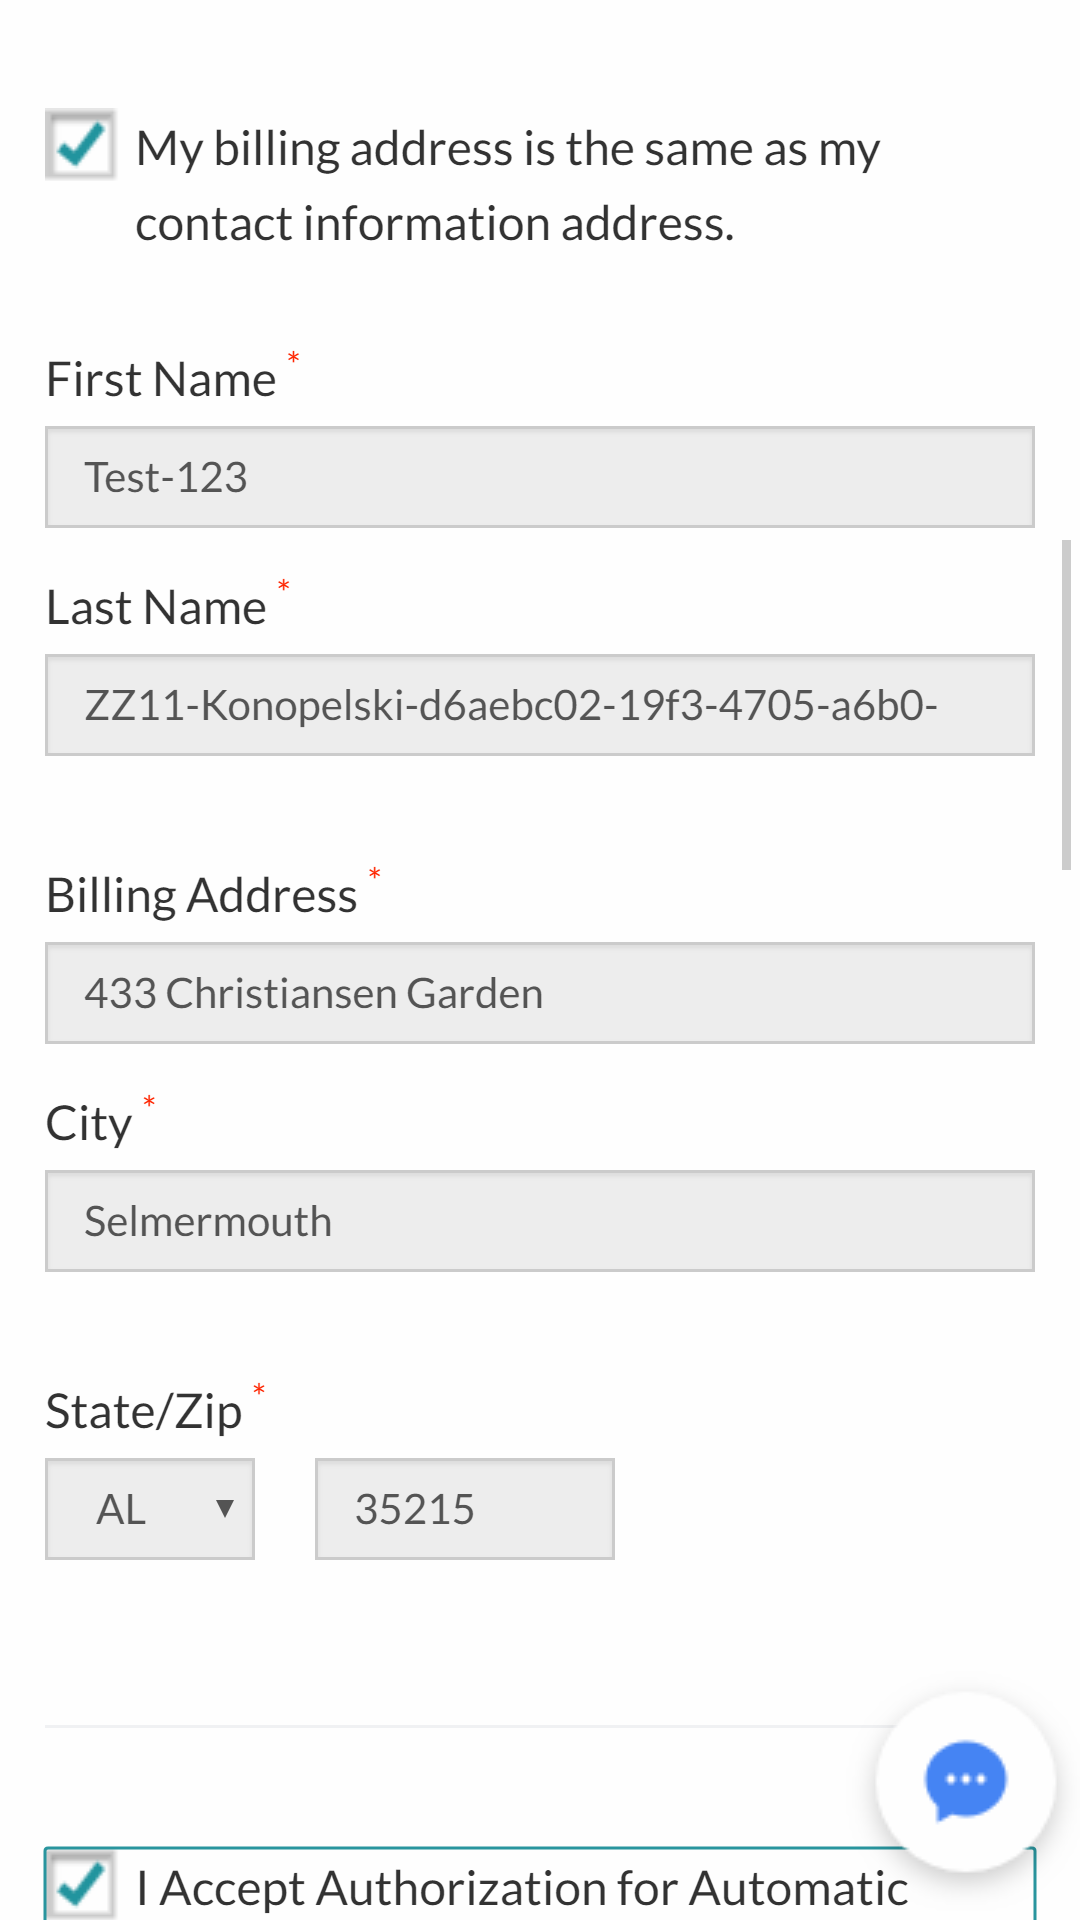 My billing address is the same as my
contact information address.
First Name *
Test-123
Last Name *
ZZ11-Konopelski-d6aebc02-19f3-4705-a6b0-
Billing Address *
433 Christiansen Garden
City *
Selmermouth
State/Zip *
AL ▼ 35215
I Accept Authorization for Automatic